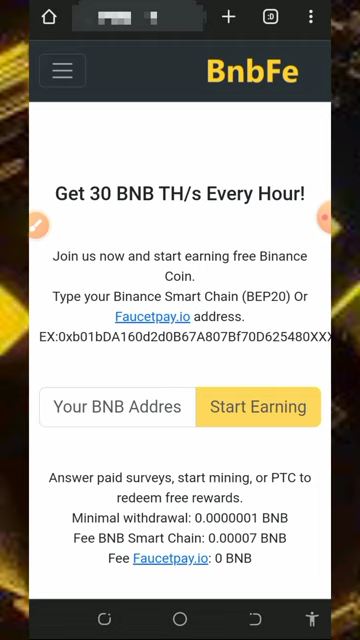 :D
BnbFe
Get 30 BNB TH/s Every Hour!
Join us now and start earning free Binance
Coin.
Type your Binance Smart Chain (BEP20) Or
Faucetpay.io address.
EX:0xb01bDA160d2d0B67A807Bf70D625480XXX
Your BNB Addres
Start Earning
Answer paid surveys, start mining, or PTC to
redeem free rewards.
Minimal withdrawal: 0.0000001 BNB
Fee BNB Smart Chain: 0.00007 BNB
Fee Faucetpay.io: 0 BNB